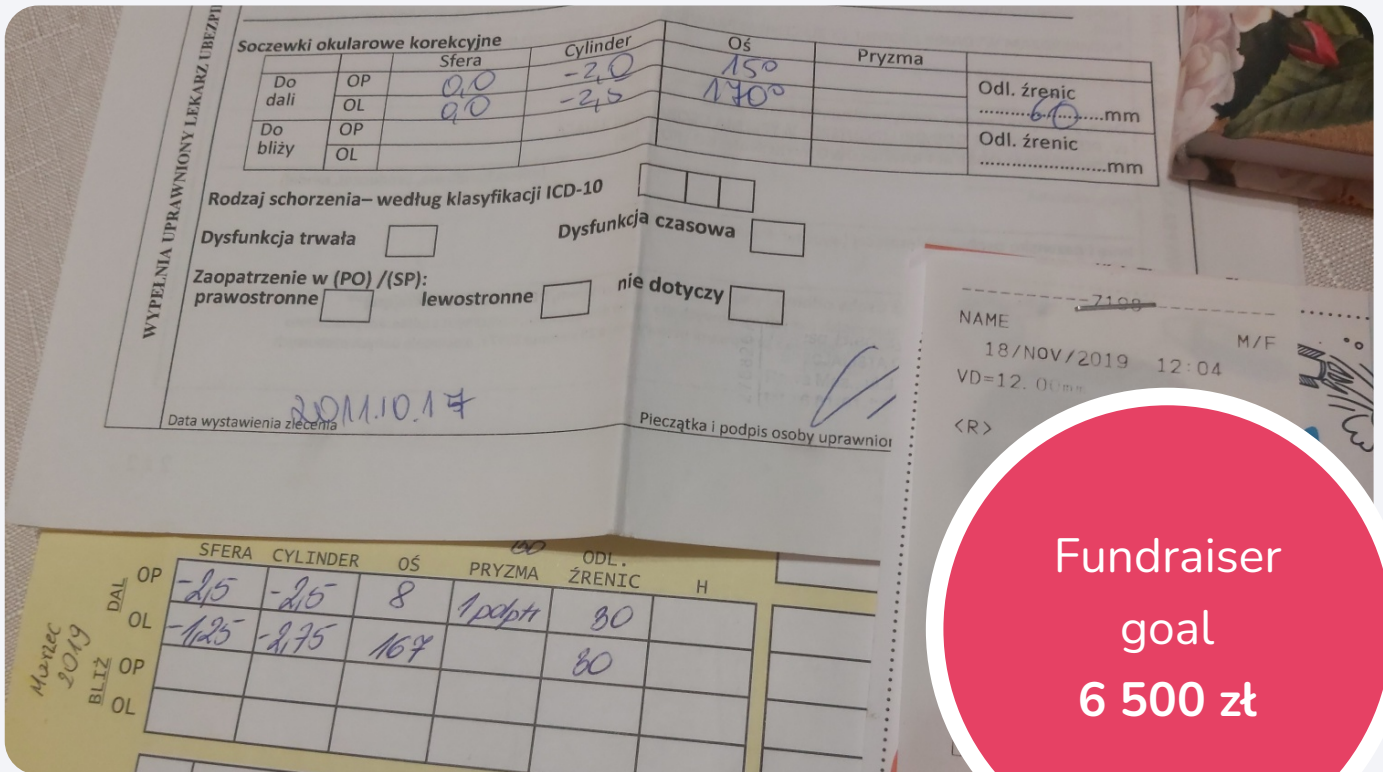 WYPEŁNIA UPRAWNIONY LEKARZ UBEZPI
Soczewki okularowe korekcyjne
Sfera Cylinder Oś Pryzma
Do dali OP 0,0 -2,0 15° Odl. źrenic
OL 0,0 -2,5 170° 60 mm
Do bliży OP Odl. źrenic
OL mm
Rodzaj schorzenia– według klasyfikacji ICD-10
Dysfunkcja trwała Dysfunkcja czasowa
Zaopatrzenie w (PO) /(SP):
prawostronne lewostronne nie dotyczy
2011.10.17
Data wystawienia zlecenia Pieczątka i podpis osoby uprawnion
7198
NAME M/F
18/NOV/2019 12:04
VD=12.00mm
<R>
SFERA CYLINDER OŚ PRYZMA ODL. ŹRENIC H
DAL OP -2,5 -2,5 8 1pdptr 30
OL -1,25 -2,75 167 30
BLIŻ OP
OL
Marzec
2019
Fundraiser
goal
6 500 zł